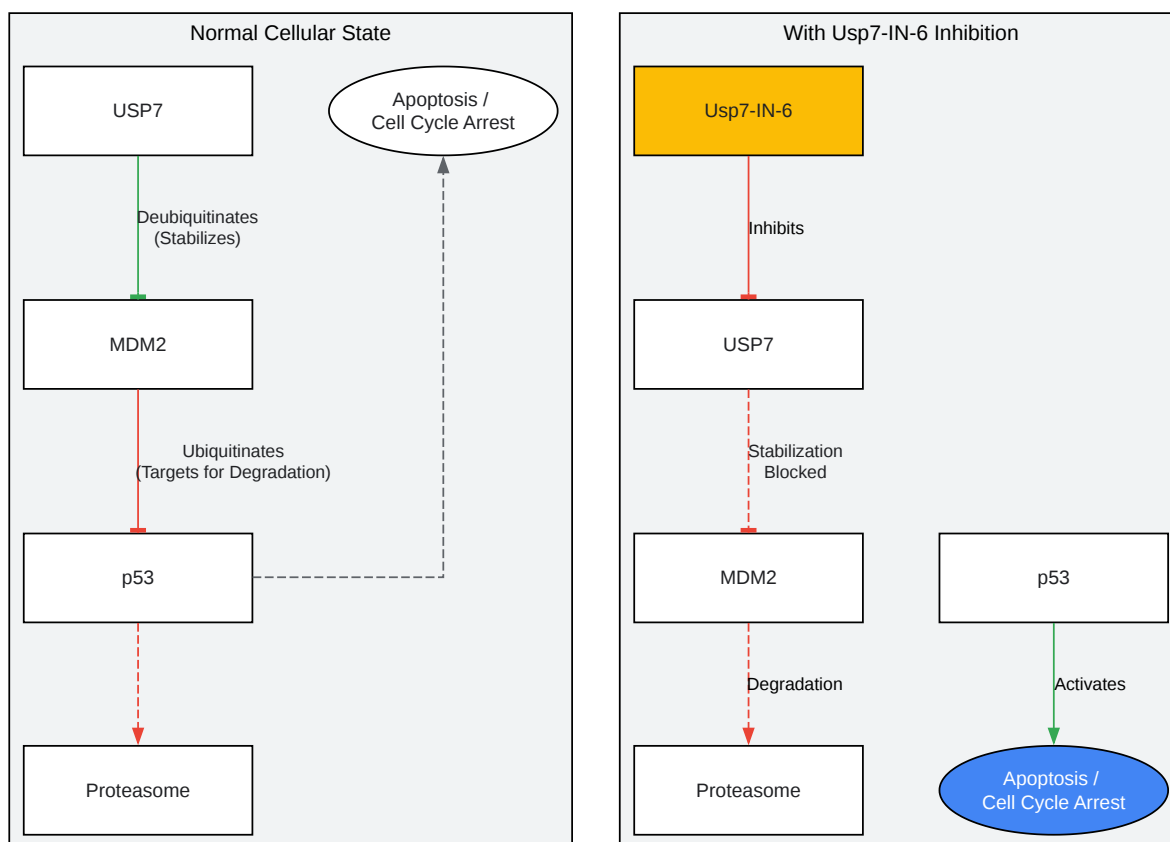 Normal Cellular State
USP7
Apoptosis /
Cell Cycle Arrest
Deubiquitinates
(Stabilizes)
MDM2
Ubiquitinates
(Targets for Degradation)
p53
Proteasome
With Usp7-IN-6 Inhibition
Usp7-IN-6
Inhibits
USP7
Stabilization
Blocked
MDM2
p53
Degradation
Activates
Proteasome
Apoptosis /
Cell Cycle Arrest